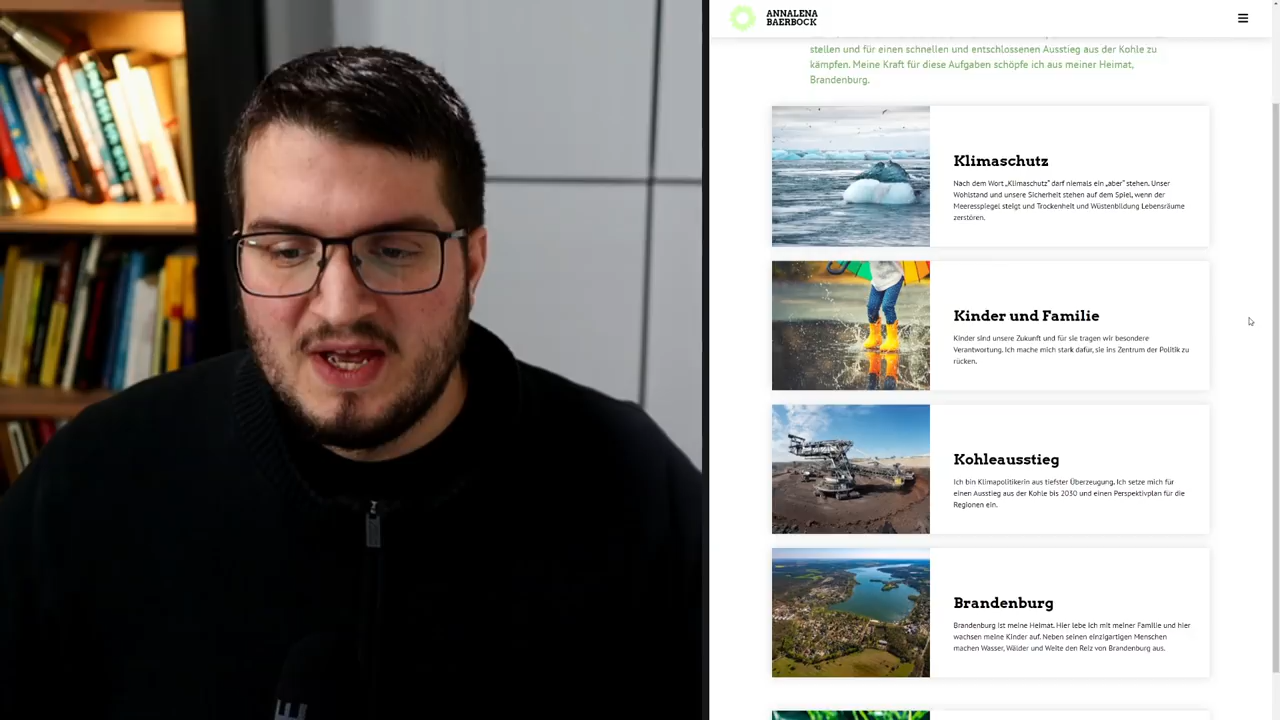 ANNALENA
BAERBOCK
stellen und für einen schnellen und entschlossenen Ausstieg aus der Kohle zu
kämpfen. Meine Kraft für diese Aufgaben schöpfe ich aus meiner Heimat,
Brandenburg.
Klimaschutz
Nach dem Wort „Klimaschutz“ darf niemals ein „aber“ stehen. Unser
Wohlstand und unsere Sicherheit stehen auf dem Spiel, wenn der
Meeresspiegel steigt und Trockenheit und Wüstenbildung Lebensräume
zerstören.
Kinder und Familie
Kinder sind unsere Zukunft und für sie tragen wir besondere
Verantwortung. Ich mache mich stark dafür, sie ins Zentrum der Politik zu
rücken.
Kohleausstieg
Ich bin Klimapolitikerin aus tiefster Überzeugung. Ich setze mich für
einen Ausstieg aus der Kohle bis 2030 und einen Perspektivplan für die
Regionen ein.
Brandenburg
Brandenburg ist meine Heimat. Hier lebe ich mit meiner Familie und hier
wachsen meine Kinder auf. Neben seinen einzigartigen Menschen
machen Wasser, Wälder und Weite den Reiz von Brandenburg aus.